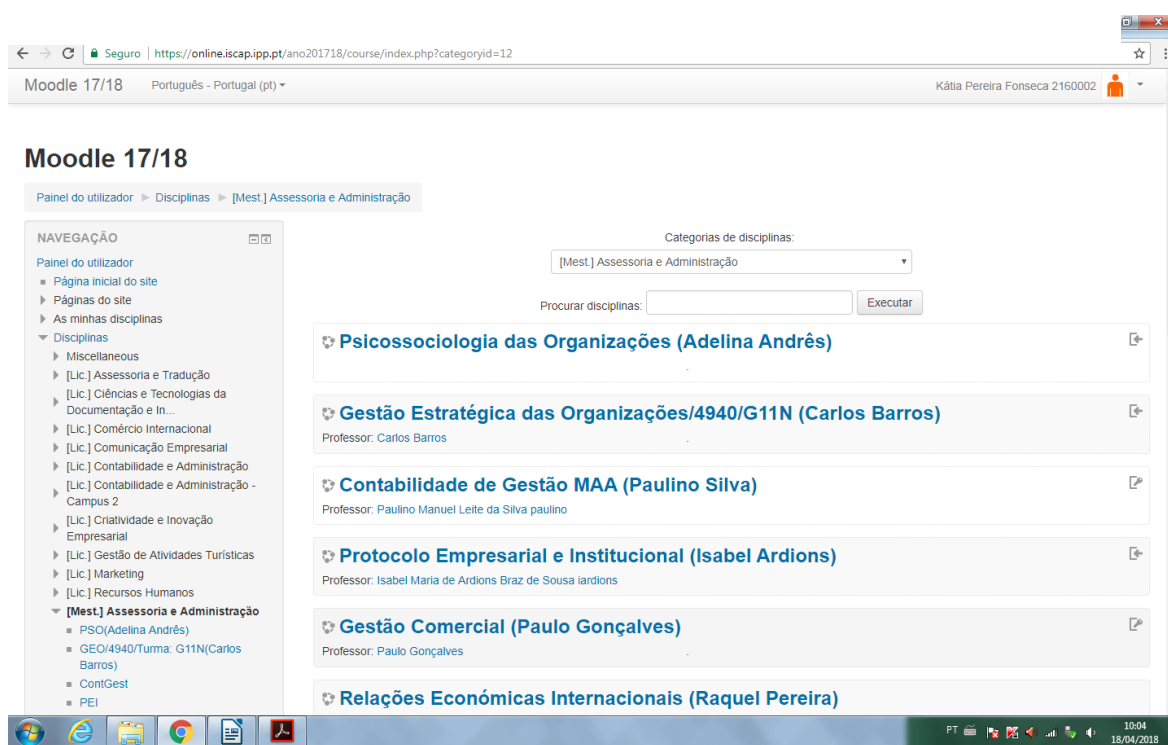 Seguro | https://online.iscap.ipp.pt/ano201718/course/index.php?categoryid=12
Moodle 17/18 Português - Portugal (pt)
Kátia Pereira Fonseca 2160002
Moodle 17/18
Painel do utilizador Disciplinas [Mest.] Assessoria e Administração
NAVEGAÇÃO
Painel do utilizador
Página inicial do site
Páginas do site
As minhas disciplinas
Disciplinas
Miscellaneous
[Lic.] Assessoria e Tradução
[Lic.] Ciências e Tecnologias da
Documentação e In...
[Lic.] Comércio Internacional
[Lic.] Comunicação Empresarial
[Lic.] Contabilidade e Administração
[Lic.] Contabilidade e Administração -
Campus 2
[Lic.] Criatividade e Inovação
Empresarial
[Lic.] Gestão de Atividades Turísticas
[Lic.] Marketing
[Lic.] Recursos Humanos
[Mest.] Assessoria e Administração
PSO(Adelina Andrês)
GEO/4940/Turma: G11N(Carlos
Barros)
ContGest
PEI
Categorias de disciplinas:
[Mest.] Assessoria e Administração
Procurar disciplinas: Executar
Psicossociologia das Organizações (Adelina Andrês)
.
Gestão Estratégica das Organizações/4940/G11N (Carlos Barros)
Professor: Carlos Barros .
Contabilidade de Gestão MAA (Paulino Silva)
Professor: Paulino Manuel Leite da Silva paulino
Protocolo Empresarial e Institucional (Isabel Ardions)
Professor: Isabel Maria de Ardions Braz de Sousa iardions
Gestão Comercial (Paulo Gonçalves)
Professor: Paulo Gonçalves .
Relações Económicas Internacionais (Raquel Pereira)
PT 10:04
18/04/2018